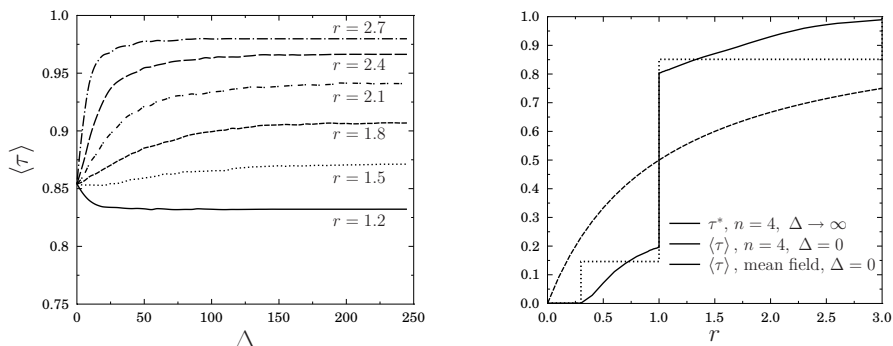 1.0
0.95
0.9
0.85
0.8
0.75
⟨τ⟩
r = 2.7
r = 2.4
r = 2.1
r = 1.8
r = 1.5
r = 1.2
0 50 100 150 200 250
Δ
1.0
0.9
0.8
0.7
0.6
0.5
0.4
0.3
0.2
0.1
0.0
τ*, n = 4, Δ → ∞
⟨τ⟩, n = 4, Δ = 0
⟨τ⟩, mean field, Δ = 0
0.0 0.5 1.0 1.5 2.0 2.5 3.0
r